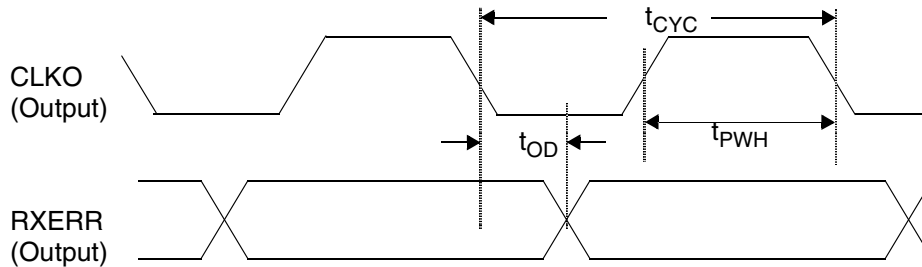 tCYC
CLKO
(Output)
tOD
tPWH
RXERR
(Output)